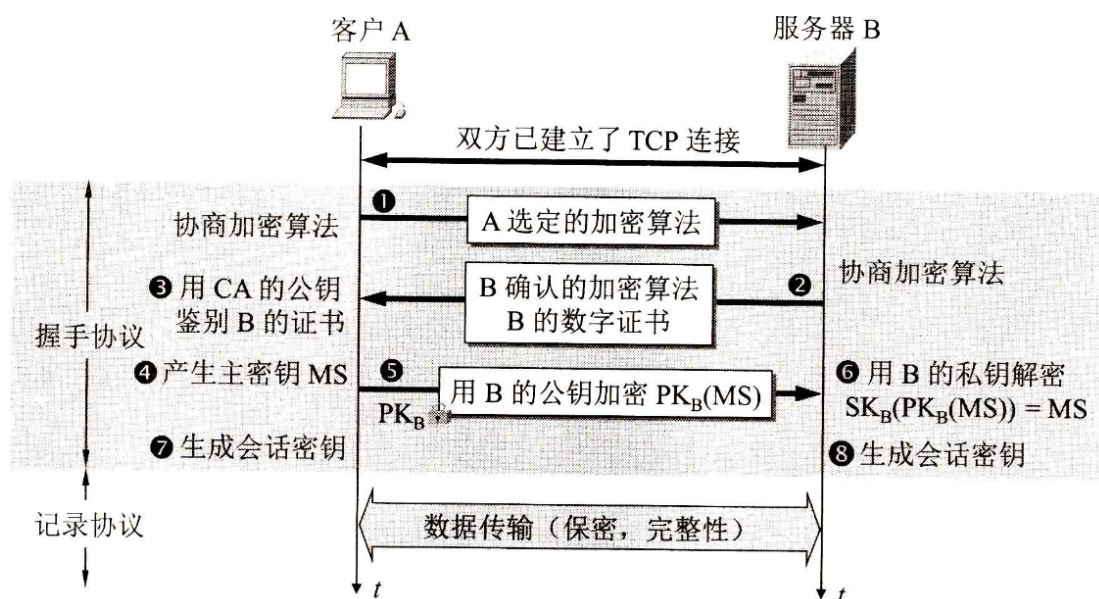 客户 A
服务器 B
双方已建立了 TCP 连接
❶
协商加密算法
A 选定的加密算法
❸ 用 CA 的公钥
鉴别 B 的证书
B 确认的加密算法
B 的数字证书
❷
协商加密算法
握手协议
❹ 产生主密钥 MS
❺
PK_B
用 B 的公钥加密 PK_B(MS)
❻ 用 B 的私钥解密
SK_B(PK_B(MS)) = MS
❼ 生成会话密钥
❽ 生成会话密钥
记录协议
数据传输（保密，完整性）
t
t